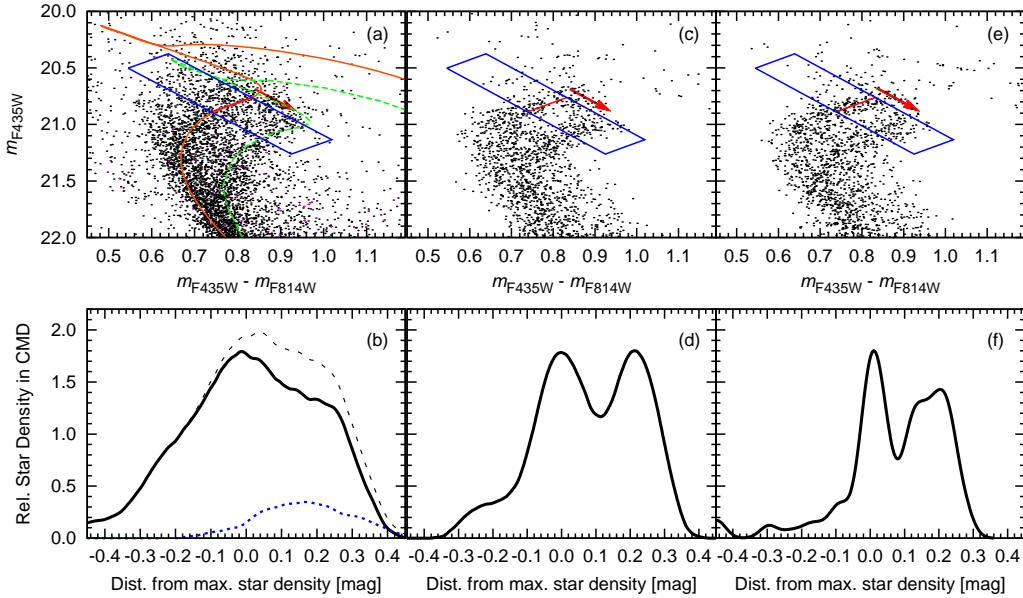 (a)
(c)
(e)
m_F435W
20.0
20.5
21.0
21.5
22.0
0.5 0.6 0.7 0.8 0.9 1.0 1.1
0.5 0.6 0.7 0.8 0.9 1.0 1.1
0.5 0.6 0.7 0.8 0.9 1.0 1.1
m_F435W - m_F814W
m_F435W - m_F814W
m_F435W - m_F814W
(b)
(d)
(f)
Rel. Star Density in CMD
2.0
1.5
1.0
0.5
0.0
-0.4 -0.3 -0.2 -0.1 0.0 0.1 0.2 0.3 0.4
-0.4 -0.3 -0.2 -0.1 0.0 0.1 0.2 0.3 0.4
-0.4 -0.3 -0.2 -0.1 0.0 0.1 0.2 0.3 0.4
Dist. from max. star density [mag]
Dist. from max. star density [mag]
Dist. from max. star density [mag]